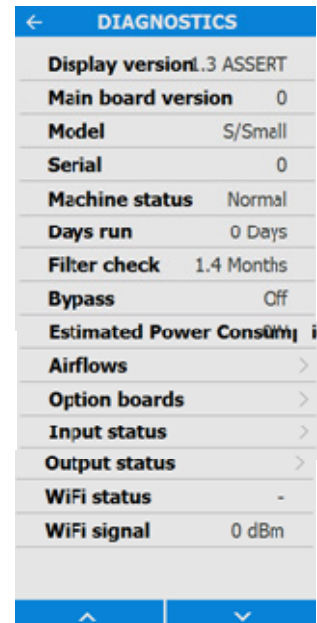 DIAGNOSTICS
Display version 1.3 ASSERT
Main board version 0
Model S/Small
Serial 0
Machine status Normal
Days run 0 Days
Filter check 1.4 Months
Bypass Off
Estimated Power
Airflows
Option boards
Input status
Output status
WiFi status -
WiFi signal 0 dBm